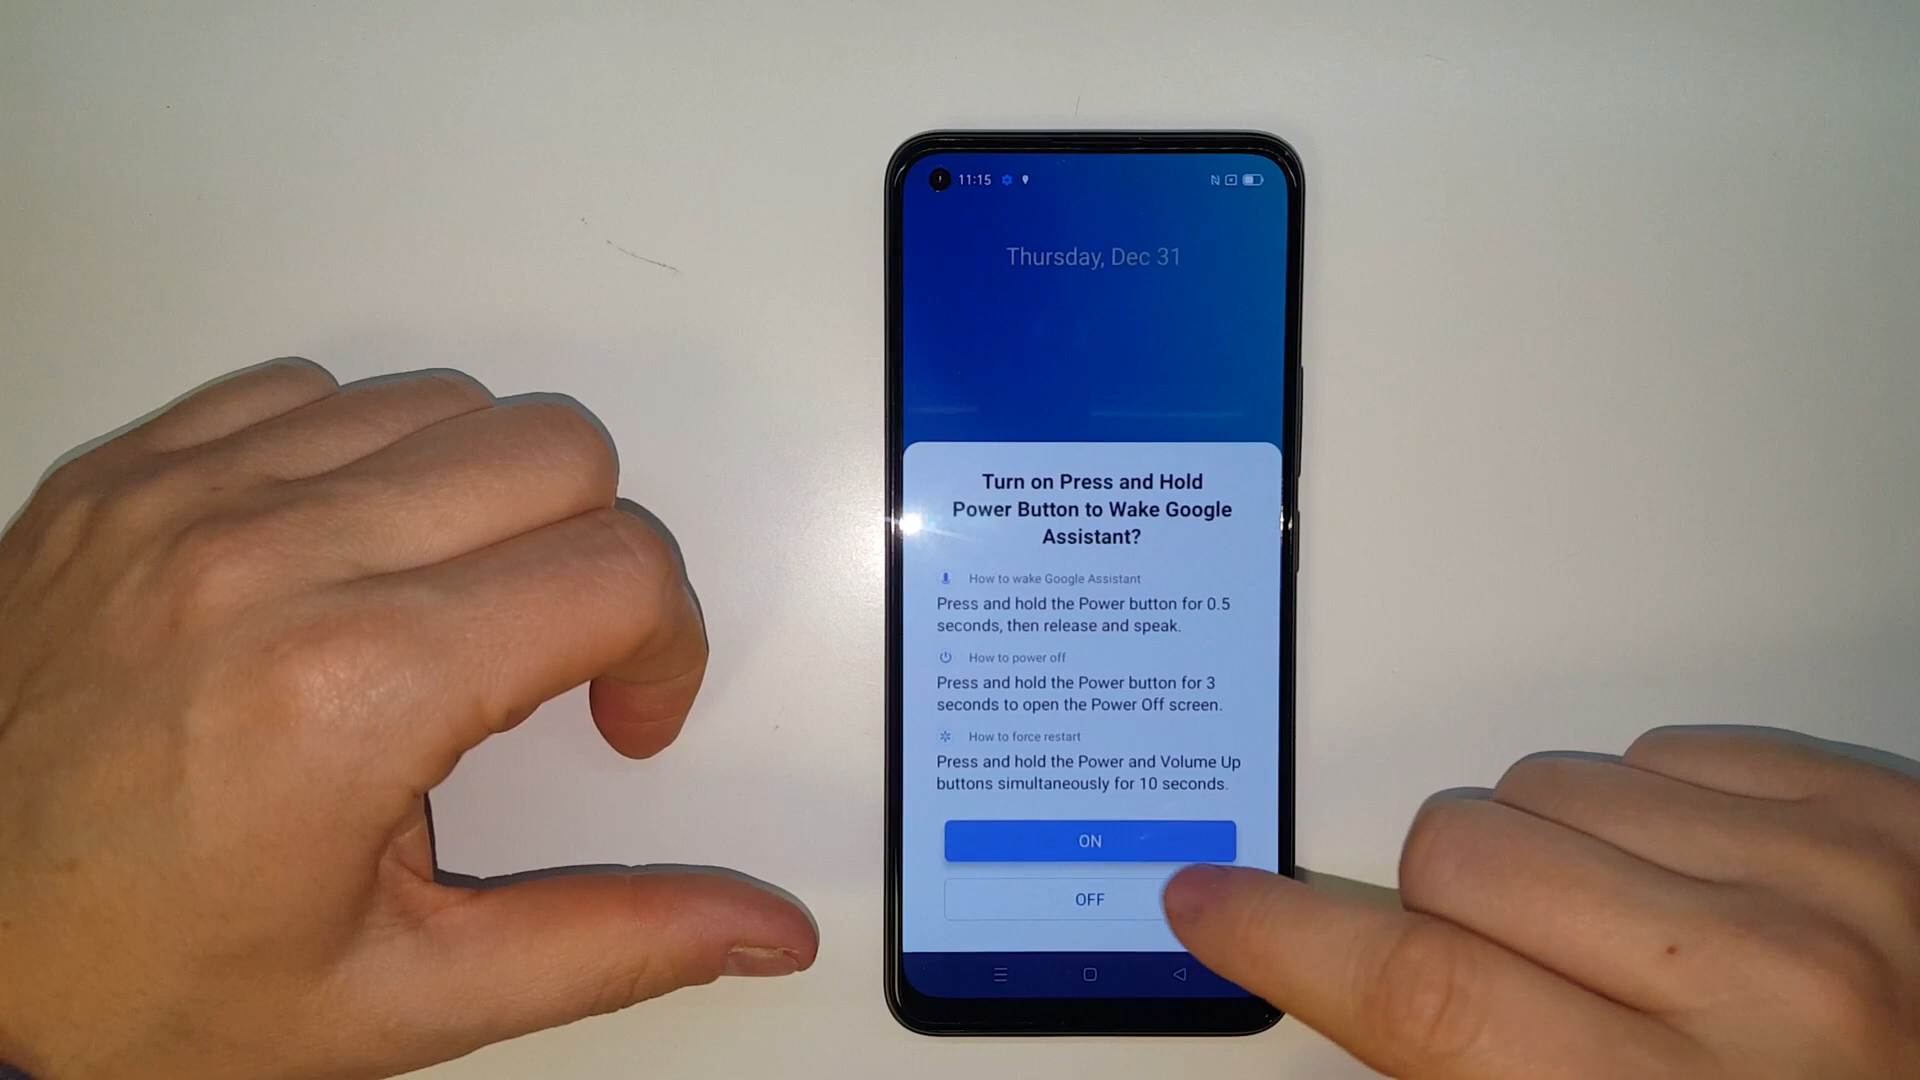 11:15
Thursday, Dec 31
Turn on Press and Hold
Power Button to Wake Google
Assistant?
How to wake Google Assistant
Press and hold the Power button for 0.5
seconds, then release and speak.
How to power off
Press and hold the Power button for 3
seconds to open the Power Off screen.
How to force restart
Press and hold the Power and Volume Up
buttons simultaneously for 10 seconds.
ON
OFF